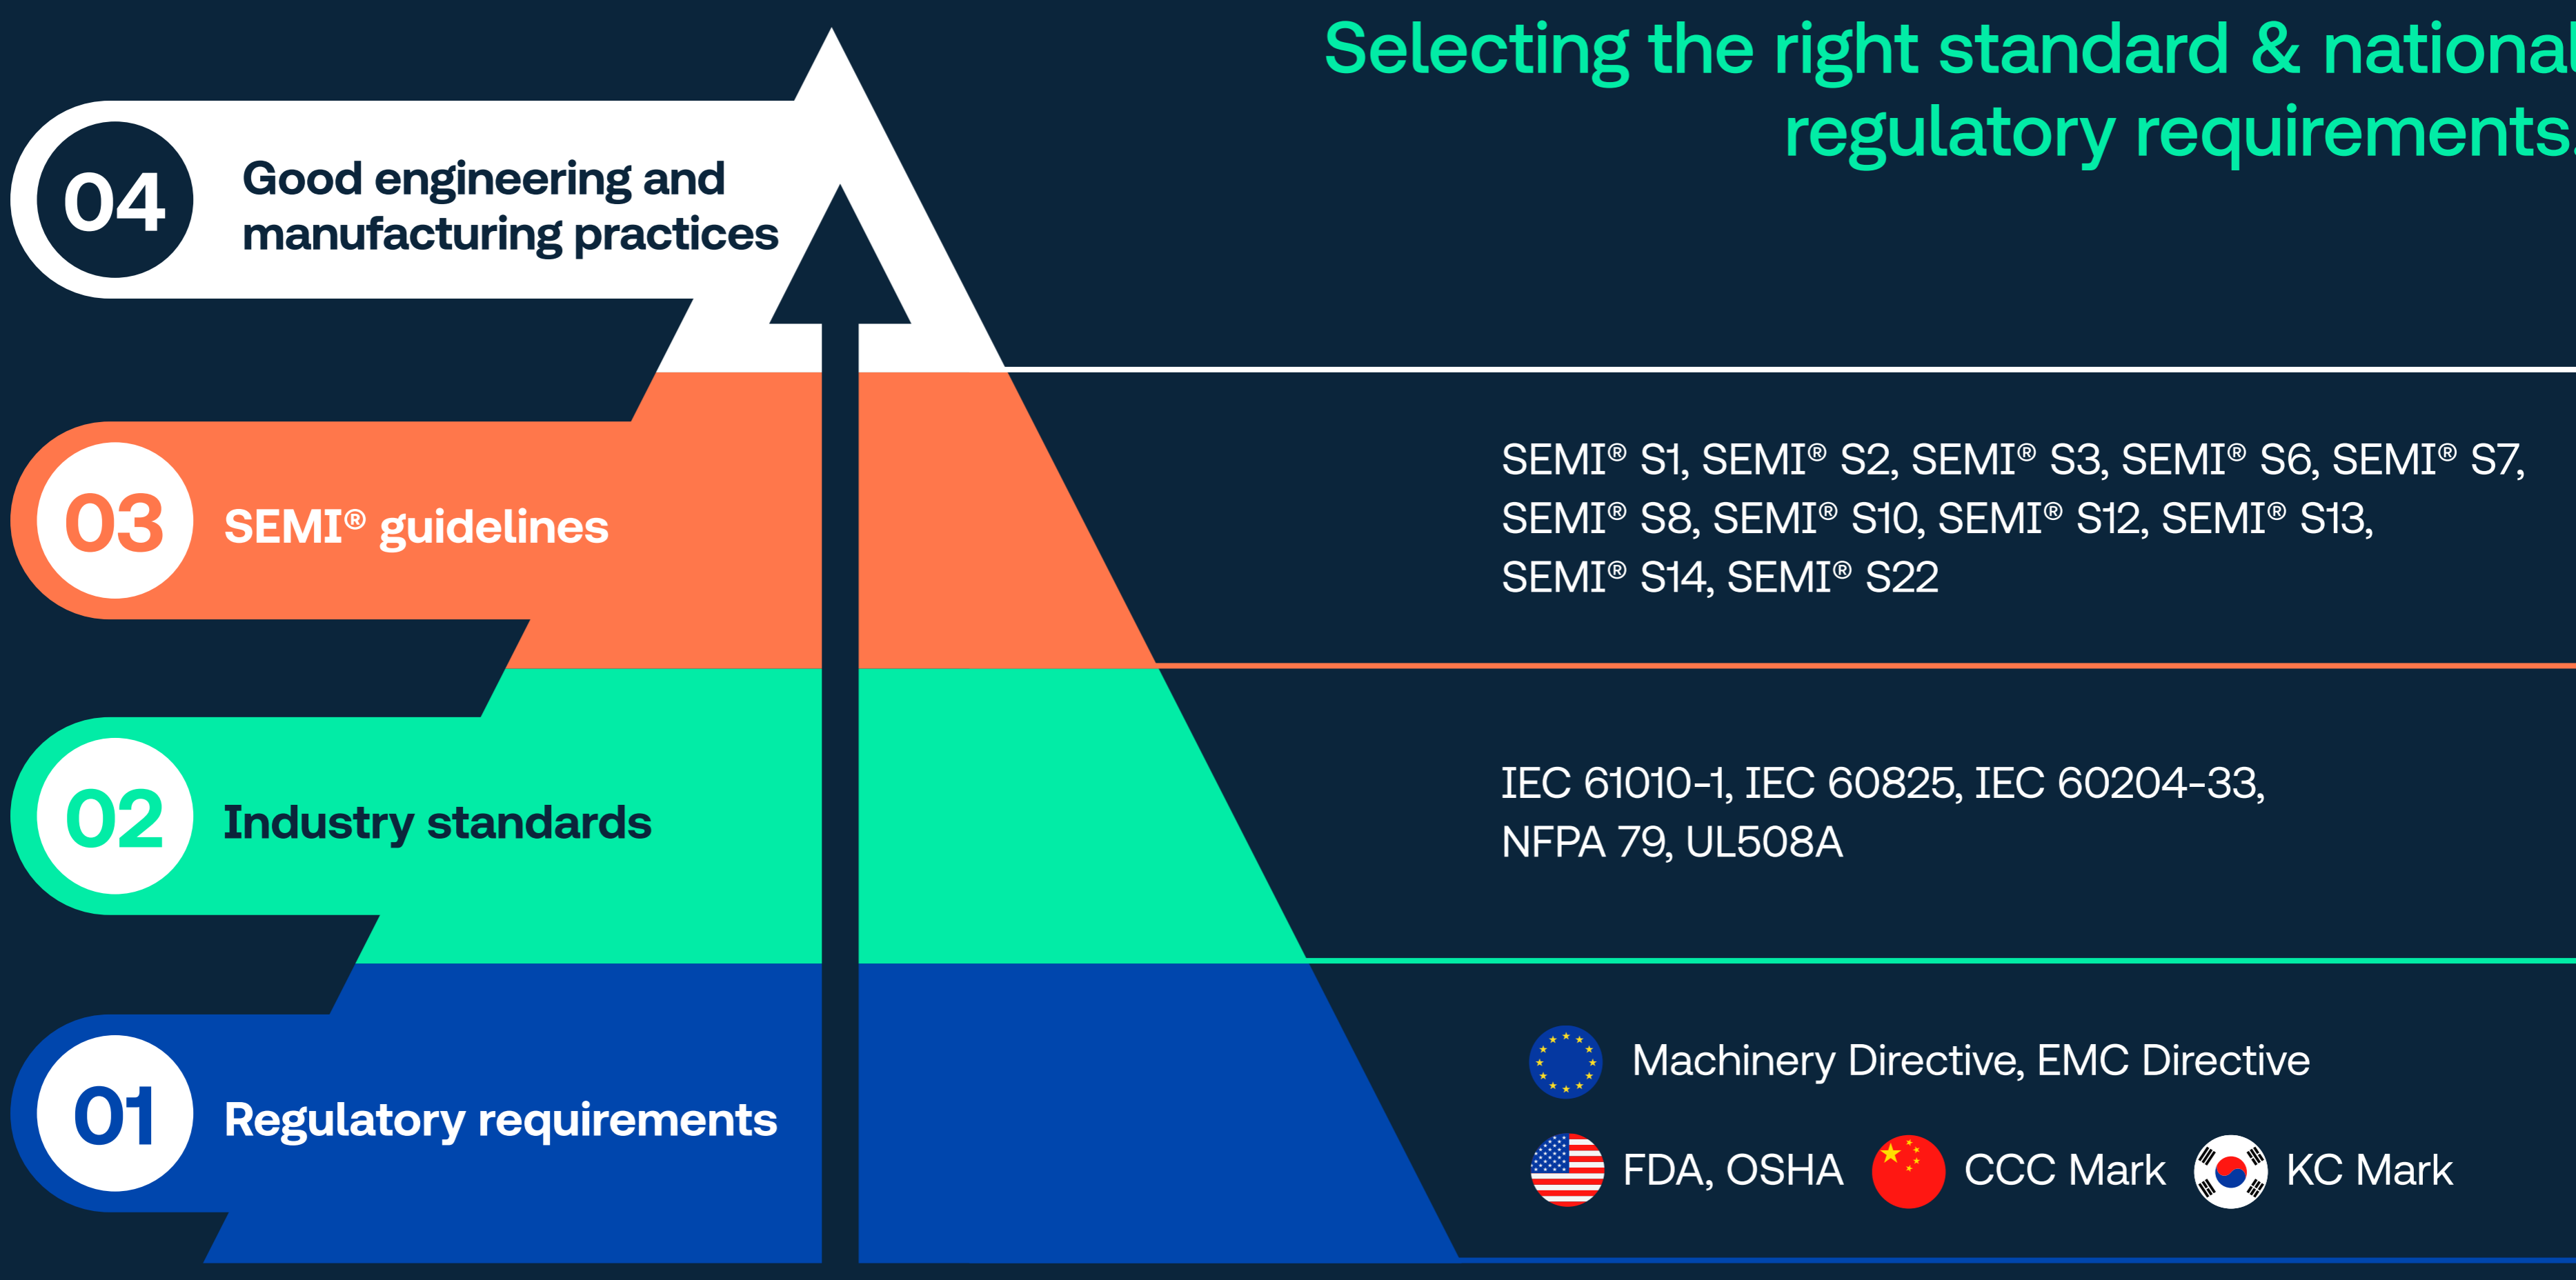 Selecting the right standard & national
regulatory requirements.
04
Good engineering and
manufacturing practices
03
SEMI® guidelines
SEMI® S1, SEMI® S2, SEMI® S3, SEMI® S6, SEMI® S7,
SEMI® S8, SEMI® S10, SEMI® S12, SEMI® S13,
SEMI® S14, SEMI® S22
02
Industry standards
IEC 61010-1, IEC 60825, IEC 60204-33,
NFPA 79, UL508A
01
Regulatory requirements
Machinery Directive, EMC Directive
FDA, OSHA CCC Mark KC Mark